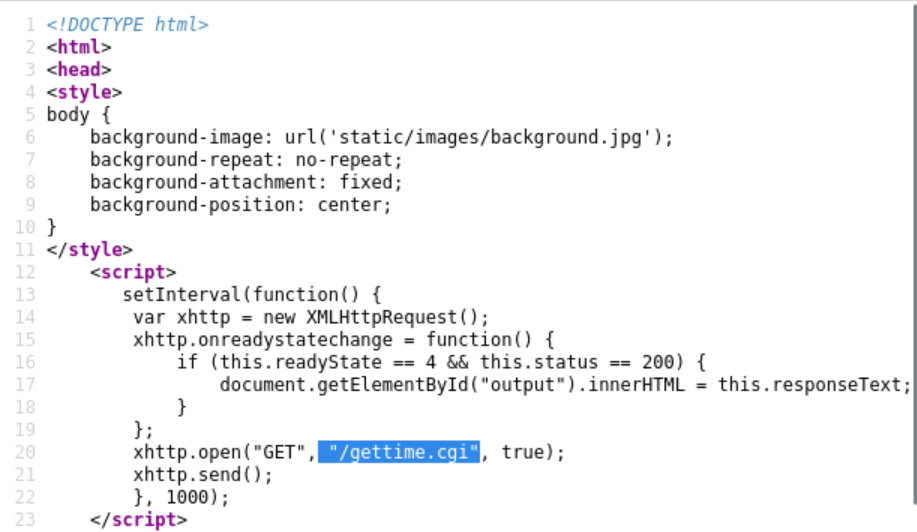 1 <!DOCTYPE html>
2 <html>
3 <head>
4 <style>
5 body {
6     background-image: url('static/images/background.jpg');
7     background-repeat: no-repeat;
8     background-attachment: fixed;
9     background-position: center;
10 }
11 </style>
12     <script>
13        setInterval(function() {
14         var xhttp = new XMLHttpRequest();
15         xhttp.onreadystatechange = function() {
16             if (this.readyState == 4 && this.status == 200) {
17                 document.getElementById("output").innerHTML = this.responseText;
18             }
19         };
20         xhttp.open("GET", "/gettime.cgi", true);
21         xhttp.send();
22         }, 1000);
23     </script>